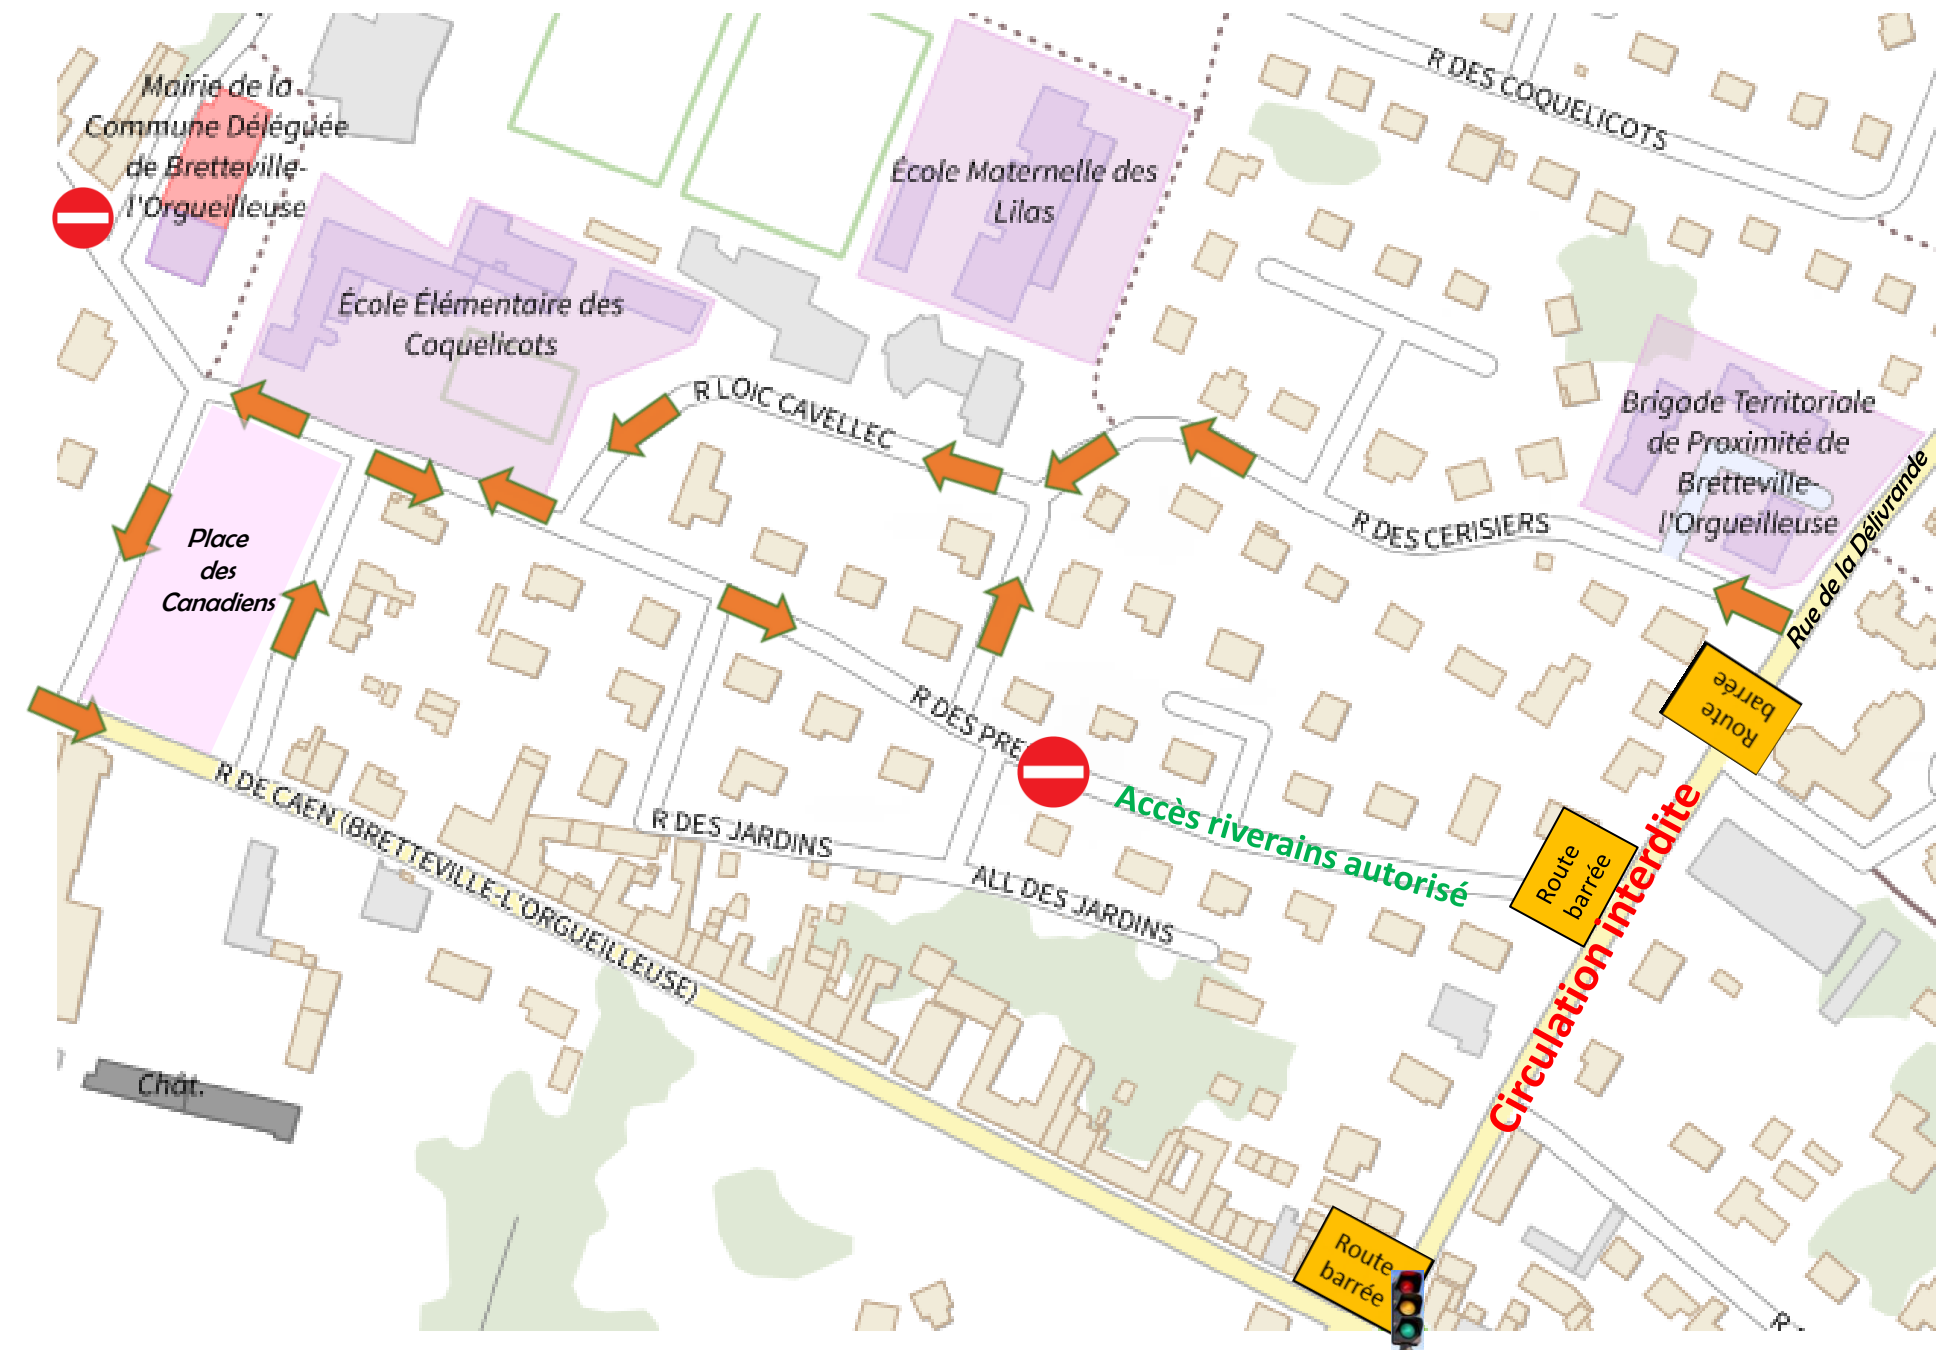 R DES COQUELICOTS
Mairie de la
Commune Déléguée
de Bretteville-
l'Orgueilleuse
École Maternelle des
Lilas
École Élémentaire des
Coquelicots
R LOIC CAVELLEC
Brigade Territoriale
de Proximité de
Bretteville-
l'Orgueilleuse
Rue de la Délivrande
R DES CERISIERS
Place
des
Canadiens
Route
barrée
R DES PRE
Accès riverains autorisé
R DE CAEN (BRETTEVILLE-L'ORGUEILLEUSE)
R DES JARDINS
ALL DES JARDINS
Route
barrée
Circulation interdite
Chât.
Route
barrée
R